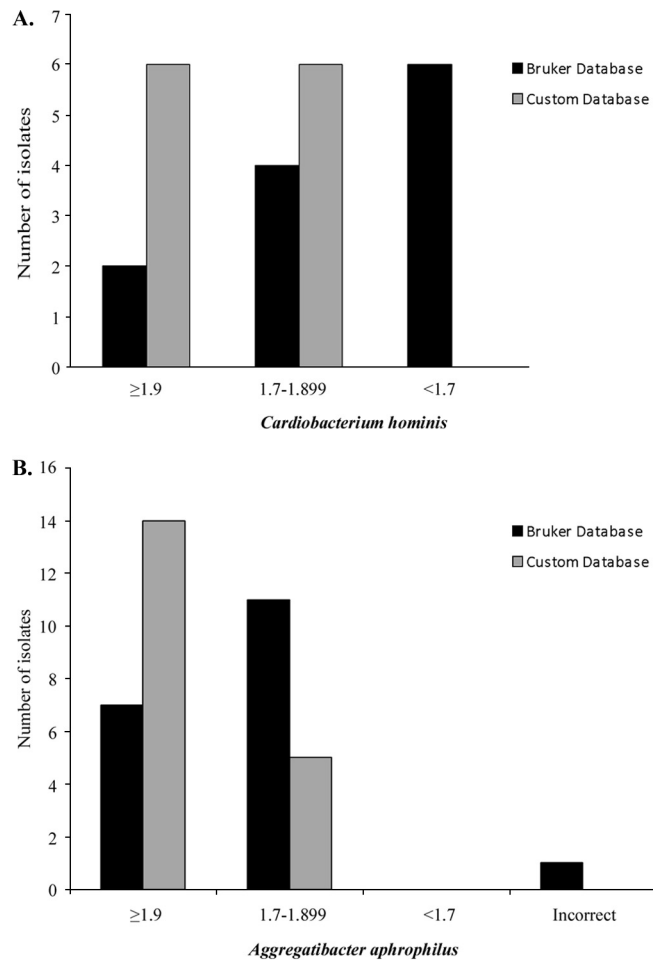 A.
7
6
5
4
3
2
1
0
Number of isolates
Bruker Database
Custom Database
≥1.9 1.7-1.899 <1.7
Cardiobacterium hominis
B.
16
14
12
10
8
6
4
2
0
Number of isolates
Bruker Database
Custom Database
≥1.9 1.7-1.899 <1.7 Incorrect
Aggregatibacter aphrophilus